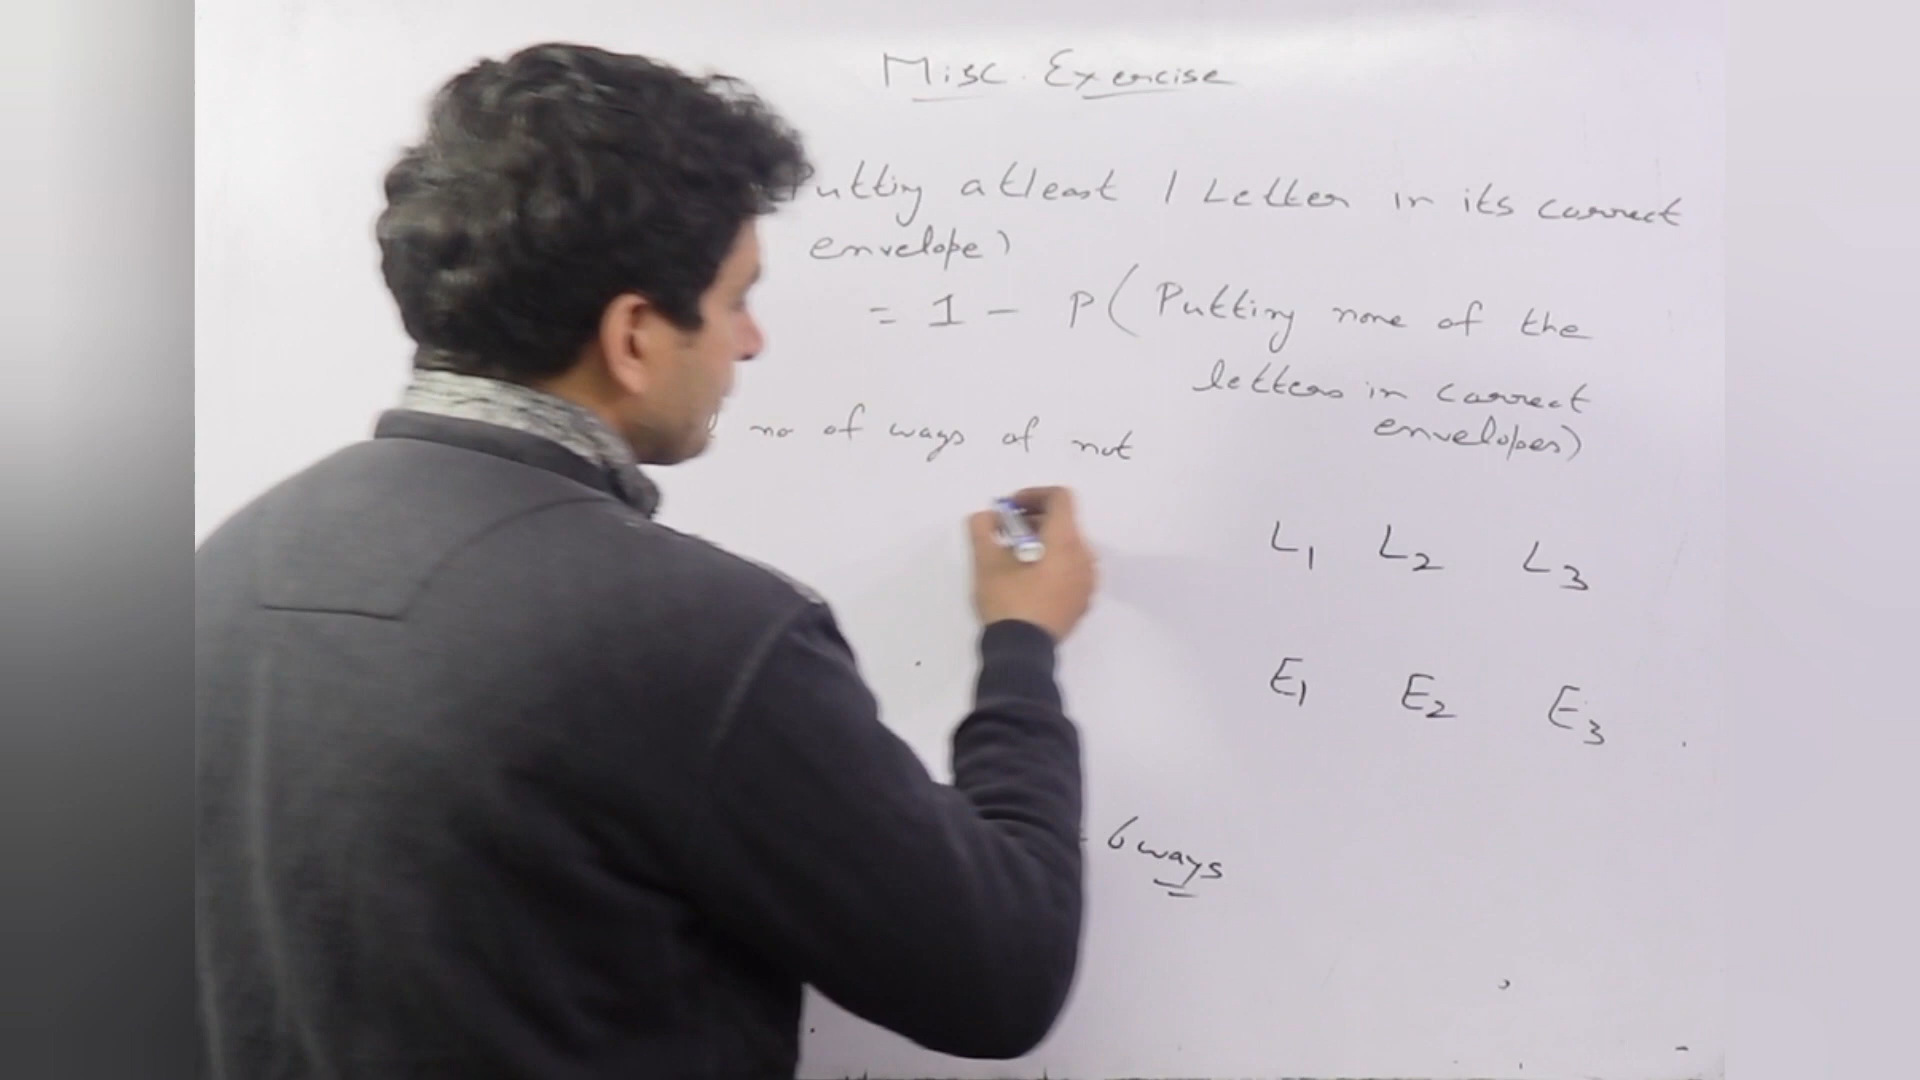 Misc. Exercise
Putting atleast 1 Letter in its correct
envelope)
= 1 - P(Putting none of the
letters in correct
envelopes)
no of ways of not
L1 L2 L3
E1 E2 E3
6 ways